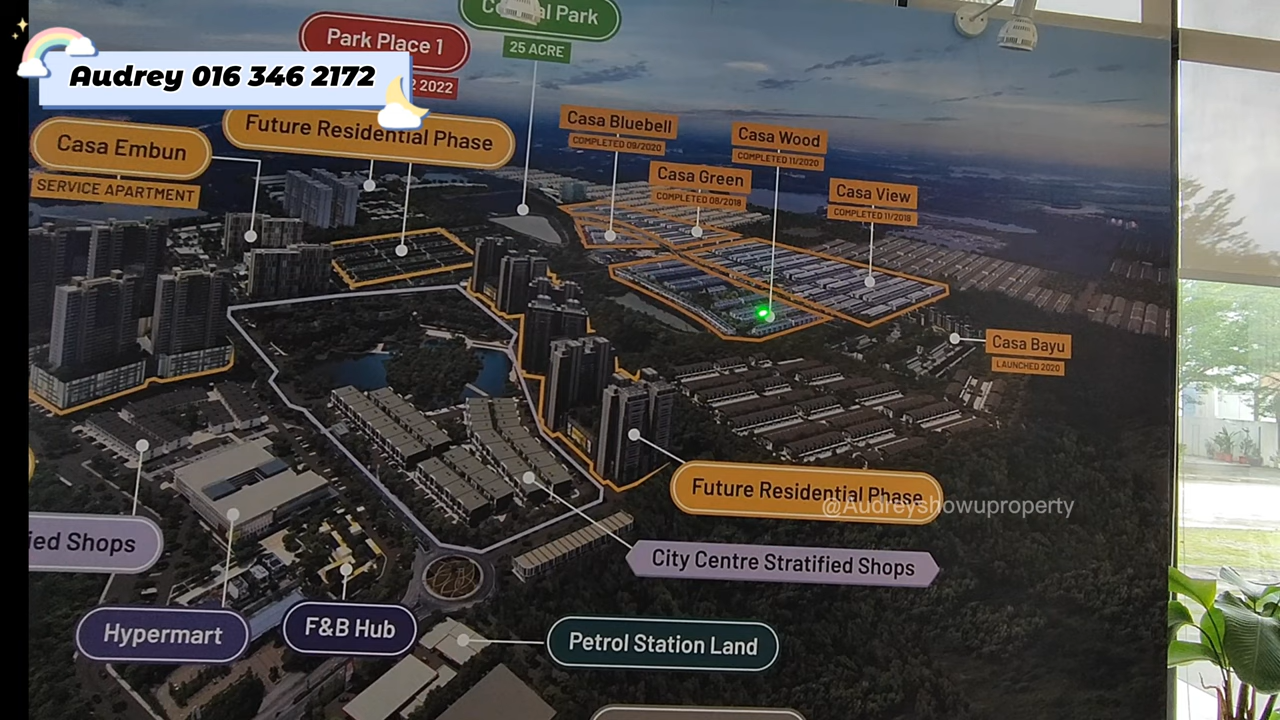 Park Place 1
Park
25 ACRE
Audrey 016 346 2172
2022
Future Residential Phase
Casa Embun
SERVICE APARTMENT
Casa Bluebell
COMPLETED 09/2020
Casa Wood
COMPLETED 11/2020
Casa Green
COMPLETED 08/2018
Casa View
COMPLETED 11/2018
Casa Bayu
LAUNCHED 2020
Future Residential Phase
@Audreyshowuproperty
Shops
City Centre Stratified Shops
Hypermart
F&B Hub
Petrol Station Land